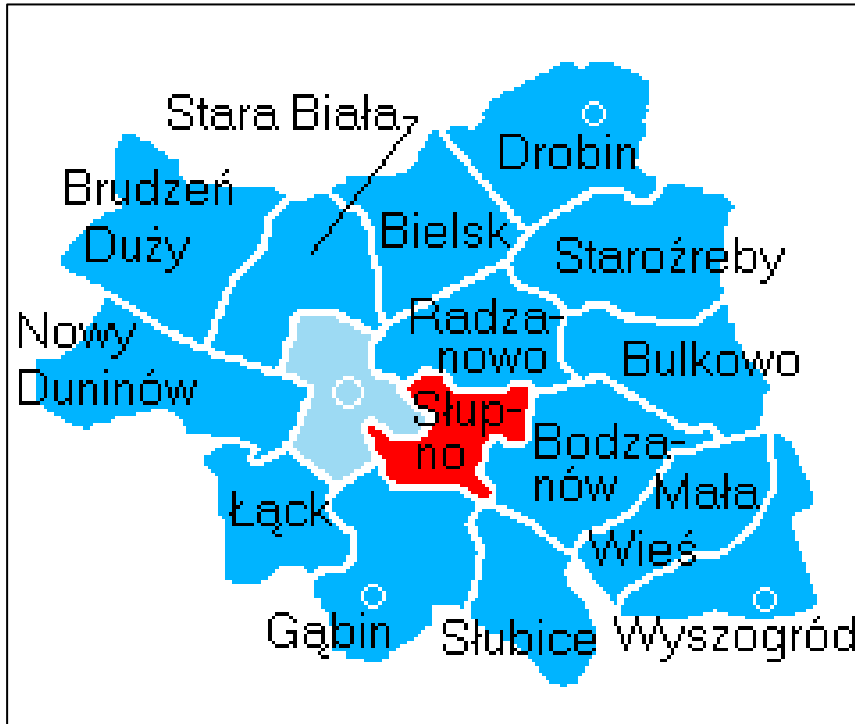 Stara Biała
Drobin
Brudzeń
Duży
Bielsk
Staroźreby
Nowy
Duninów
Radza-
nowo
Bulkowo
Słup-
no
Bodza-
nów
Mała
Wieś
Łąck
Gąbin
Słubice
Wyszogród